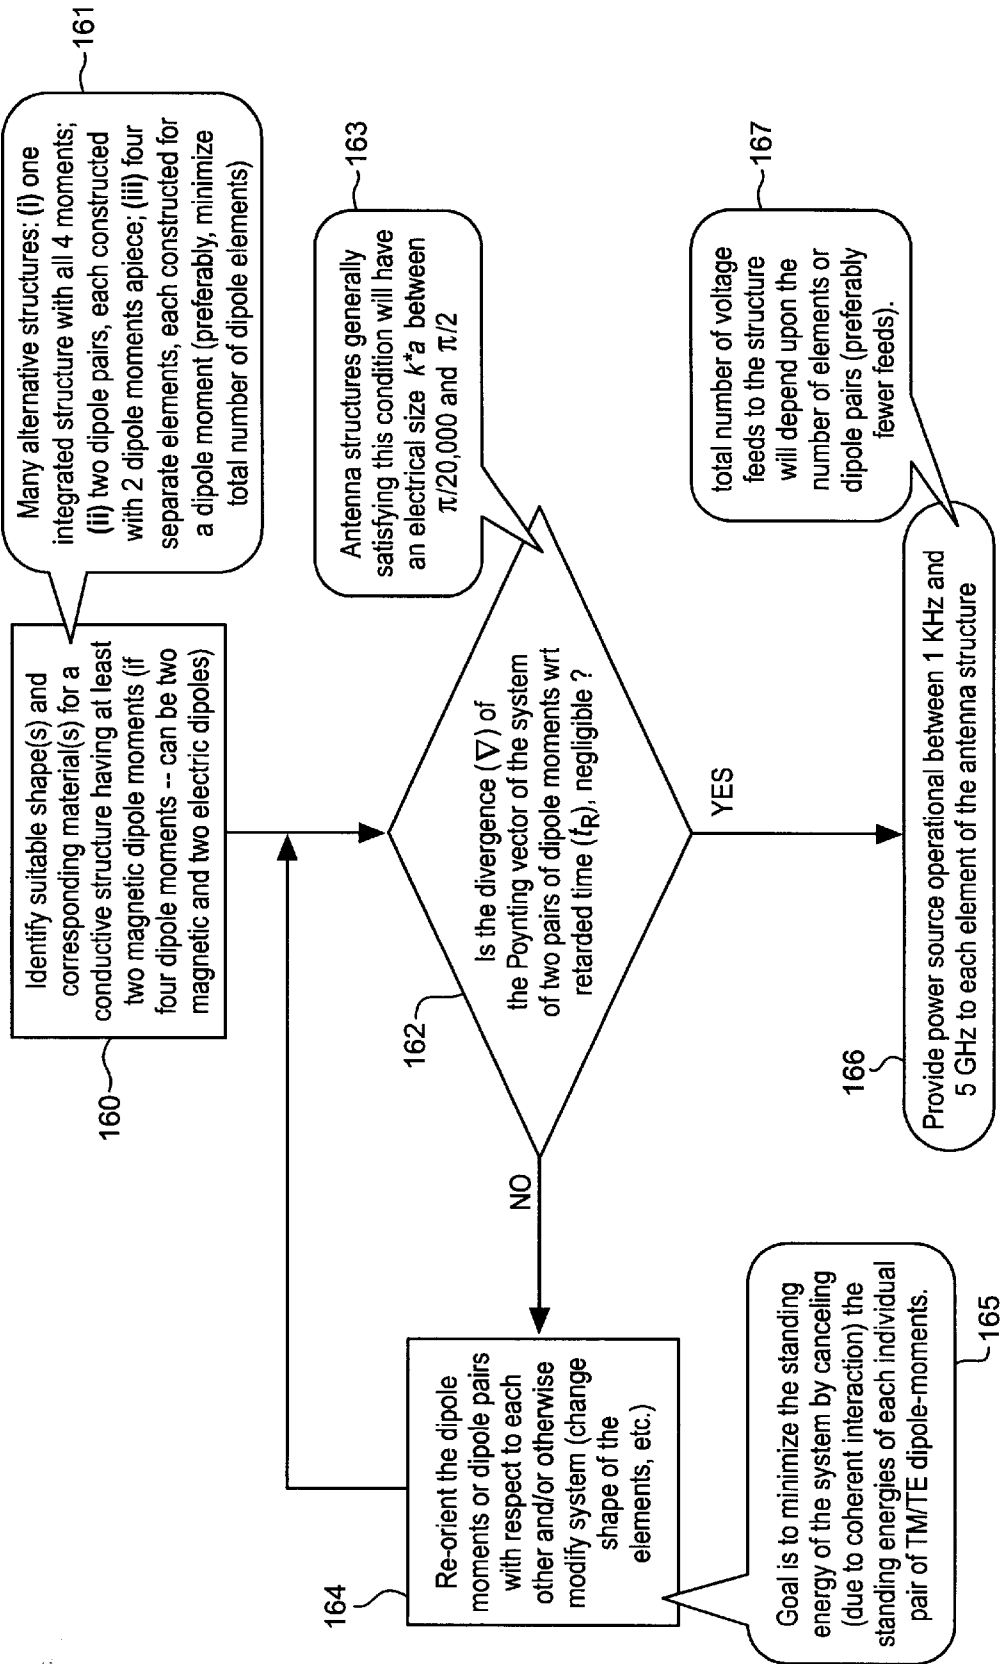 Identify suitable shape(s) and
corresponding material(s) for a
conductive structure having at least
two magnetic dipole moments (if
four dipole moments -- can be two
magnetic and two electric dipoles)
160
Many alternative structures: (i) one
integrated structure with all 4 moments;
(ii) two dipole pairs, each constructed
with 2 dipole moments apiece; (iii) four
separate elements, each constructed for
a dipole moment (preferably, minimize
total number of dipole elements)
161
Is the divergence (∇) of
the Poynting vector of the system
of two pairs of dipole moments wrt
retarded time (tR), negligible ?
162
Antenna structures generally
satisfying this condition will have
an electrical size k*a between
π/20,000 and π/2
163
NO
YES
Re-orient the dipole
moments or dipole pairs
with respect to each
other and/or otherwise
modify system (change
shape of the
elements, etc.)
164
Goal is to minimize the standing
energy of the system by canceling
(due to coherent interaction) the
standing energies of each individual
pair of TM/TE dipole-moments.
165
Provide power source operational between 1 KHz and
5 GHz to each element of the antenna structure
166
total number of voltage
feeds to the structure
will depend upon the
number of elements or
dipole pairs (preferably
fewer feeds).
167